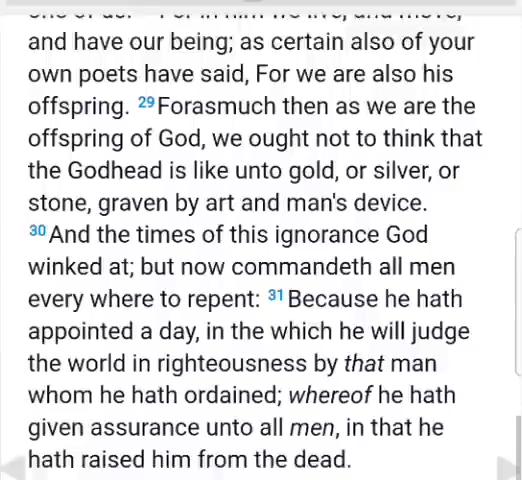 and have our being; as certain also of your
own poets have said, For we are also his
offspring. 29 Forasmuch then as we are the
offspring of God, we ought not to think that
the Godhead is like unto gold, or silver, or
stone, graven by art and man's device.
30 And the times of this ignorance God
winked at; but now commandeth all men
every where to repent: 31 Because he hath
appointed a day, in the which he will judge
the world in righteousness by that man
whom he hath ordained; whereof he hath
given assurance unto all men, in that he
hath raised him from the dead.